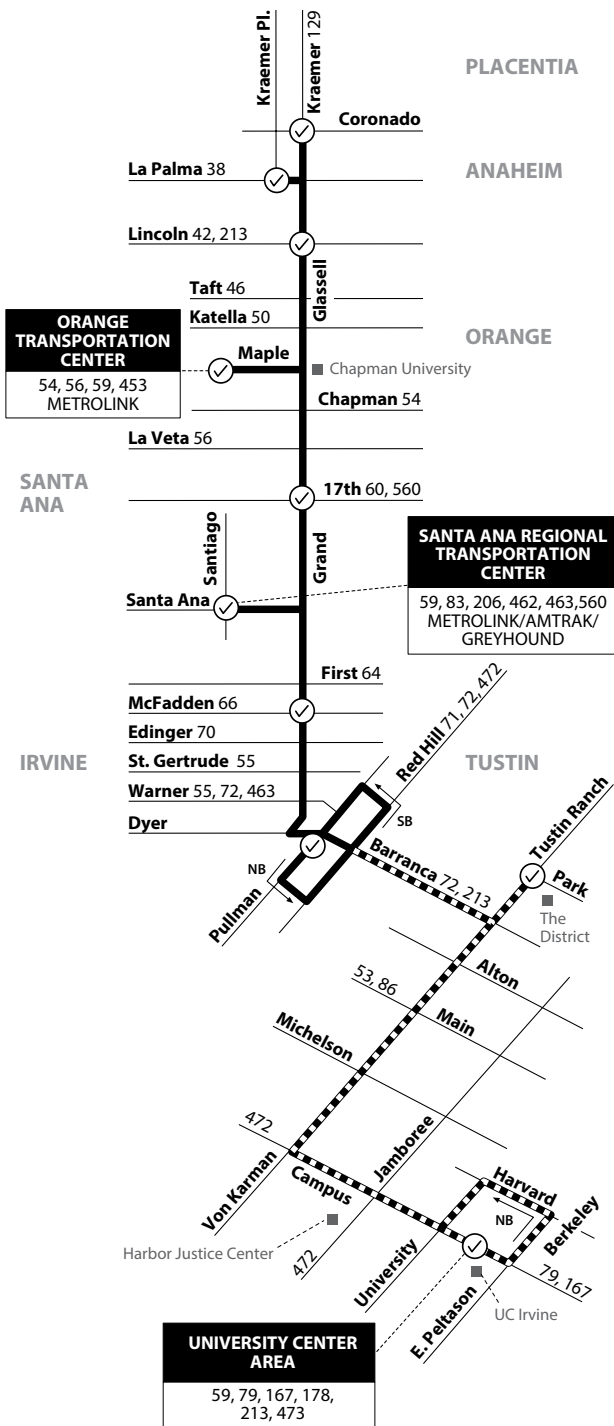 Kraemer Pl.
Kraemer 129
PLACENTIA
Coronado
La Palma 38
ANAHEIM
Lincoln 42, 213
Glassell
Taft 46
Katella 50
ORANGE
TRANSPORTATION
CENTER
54, 56, 59, 453
METROLINK
ORANGE
Maple
Chapman University
Chapman 54
La Veta 56
SANTA
ANA
17th 60, 560
Santiago
Grand
SANTA ANA REGIONAL
TRANSPORTATION
CENTER
59, 83, 206, 462, 463,560
METROLINK/AMTRAK/
GREYHOUND
Santa Ana
First 64
McFadden 66
Edinger 70
Red Hill 71, 72, 472
IRVINE
St. Gertrude 55
TUSTIN
Warner 55, 72, 463
Dyer
SB
Tustin Ranch
Barranca 72, 213
NB
Pullman
Park
The
District
Alton
53, 86
Main
Michelson
472
Von Karman
Campus
Jamboree
Harvard
NB
Berkeley
Harbor Justice Center
472
University
79, 167
E. Peltason
UC Irvine
UNIVERSITY CENTER
AREA
59, 79, 167, 178,
213, 473